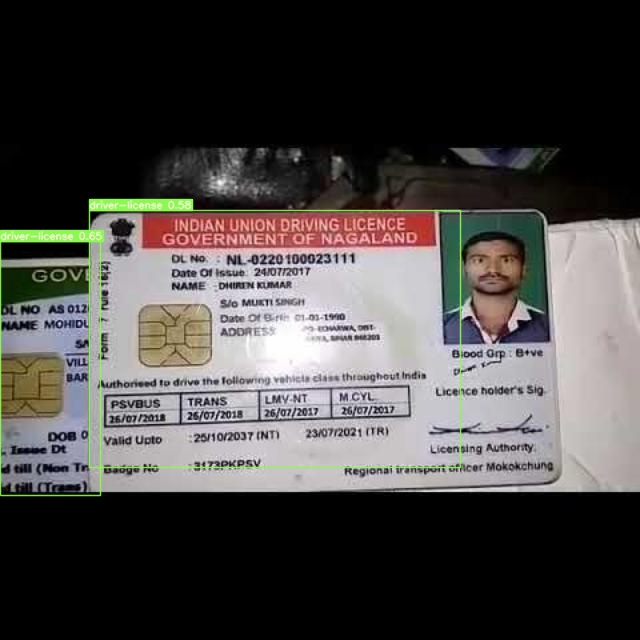 driver-license 0.58
driver-license 0.65
INDIAN UNION DRIVING LICENCE
GOVERNMENT OF NAGALAND
DL No. : NL-0220100023111
Date Of Issue: 24/07/2017
NAME : DHIREN KUMAR
S/o MUKTI SINGH
Date Of Birth 01-01-1990
ADDRESS
DIST-
BIHAR
Form 7 rule 16(2)
Blood Grp : B+ve
Licence holder's Sig.
Authorised to drive the following vehicle class throughout India
PSVBUS TRANS LMV-NT M.CYL.
26/07/2018 26/07/2018 26/07/2017 26/07/2017
Valid Upto : 25/10/2037 (NT) 23/07/2021 (TR)
Licensing Authority.
Badge No : 3173PKPSV
Regional transport officer Mokokchung
GOVE
DL NO AS 012
NAME MOHIDU
VILL
BAR
DOB 0
Issue Dt
d till (Non Tr
d till (Trans)